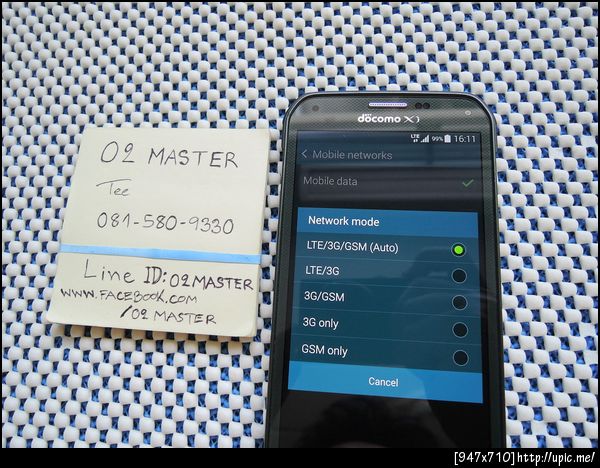 O2 MASTER
Tee
081-580-9330
Line ID: O2MASTER
WWW.FACEBOOK.COM
/O2 MASTER
döcomo Xi
LTE 99% 16:11
Mobile networks
Mobile data
Network mode
LTE/3G/GSM (Auto)
LTE/3G
3G/GSM
3G only
GSM only
Cancel
[947x710]http://upic.me/